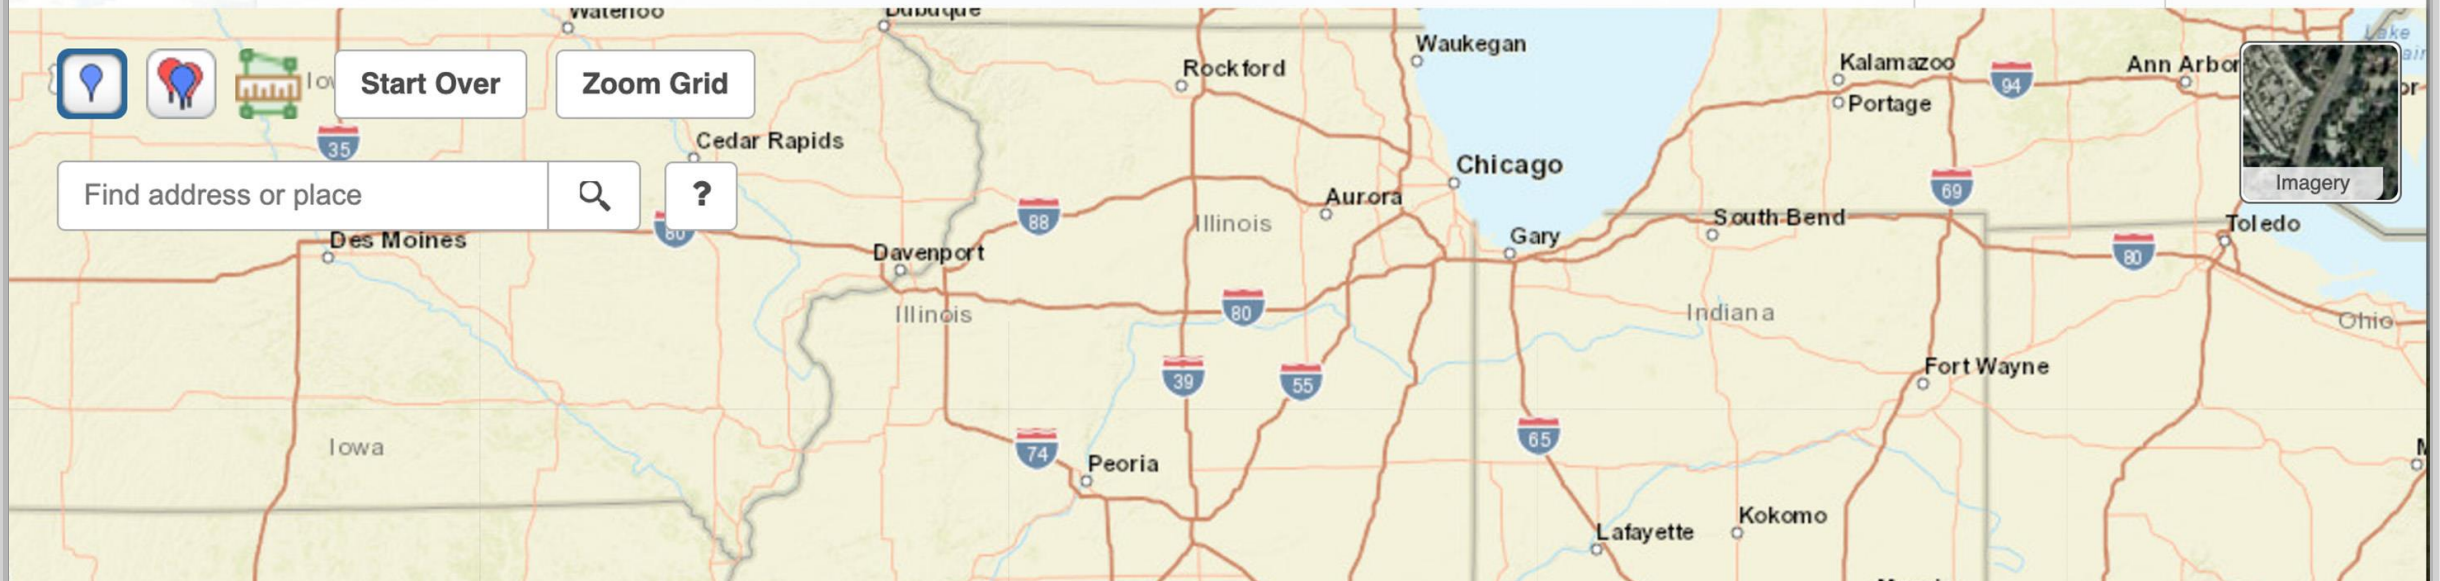 Waterloo
Dubuque
Waukegan
Rockford
Kalamazoo
94
Ann Arbor
Lake
Portage
Start Over
Zoom Grid
35
Cedar Rapids
Chicago
Imagery
Find address or place
?
88
Aurora
Illinois
69
South Bend
Toledo
80
Des Moines
Davenport
Gary
80
Illinois
80
Indiana
Ohio
39
55
Fort Wayne
65
Iowa
74
Peoria
Lafayette
Kokomo